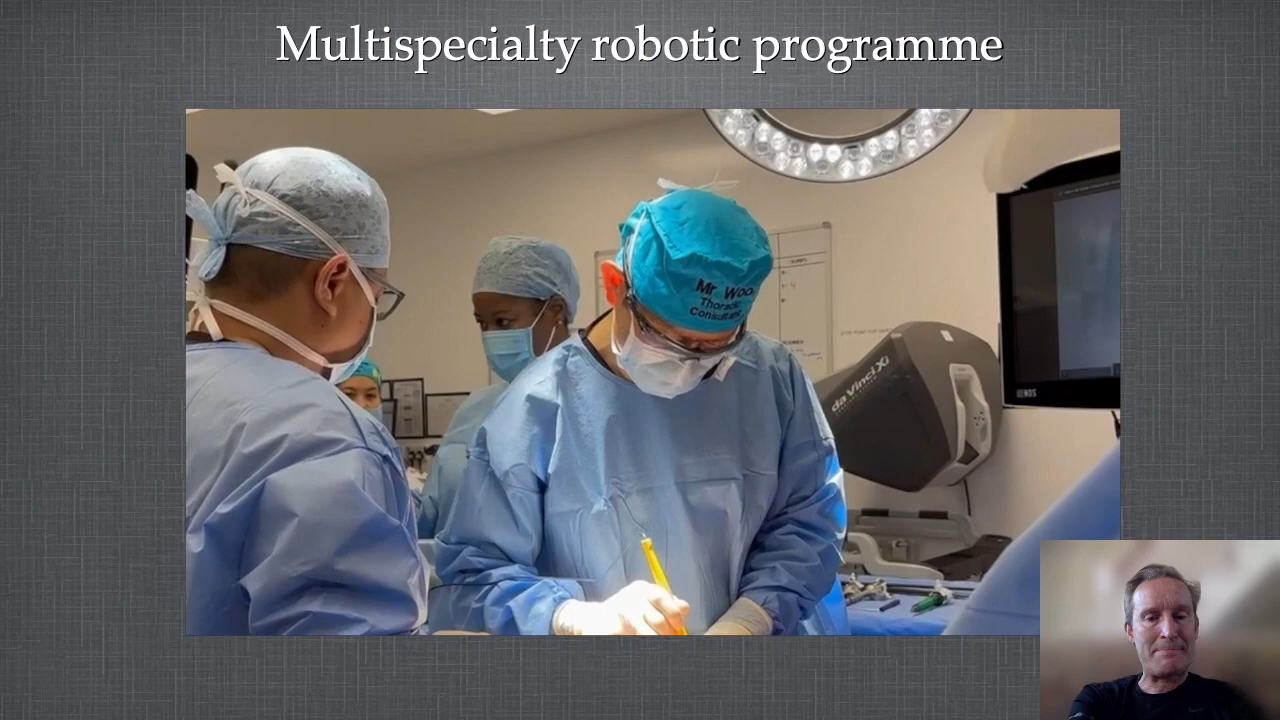 Multispecialty robotic programme
Mr Woo
Thoracic
Consultant
da Vinci Xi